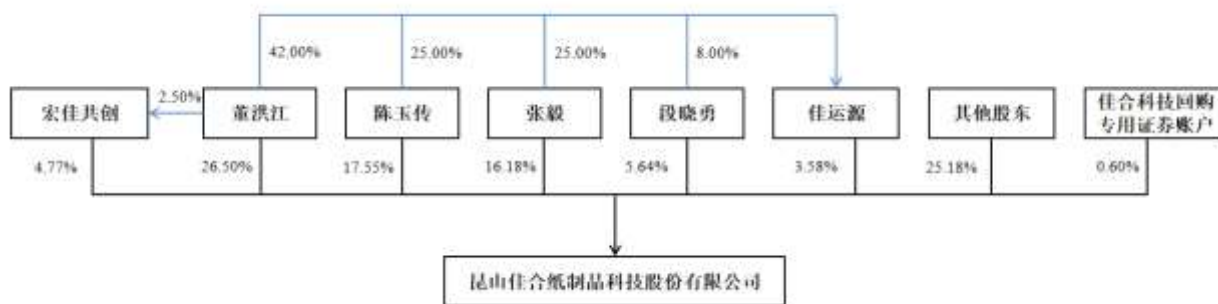 42.00%
25.00%
25.00%
8.00%
2.50%
宏佳共创
董洪江
陈玉传
张毅
段晓勇
佳运源
其他股东
佳合科技回购
专用证券账户
4.77%
26.50%
17.55%
16.18%
5.64%
3.58%
25.18%
0.60%
昆山佳合纸制品科技股份有限公司